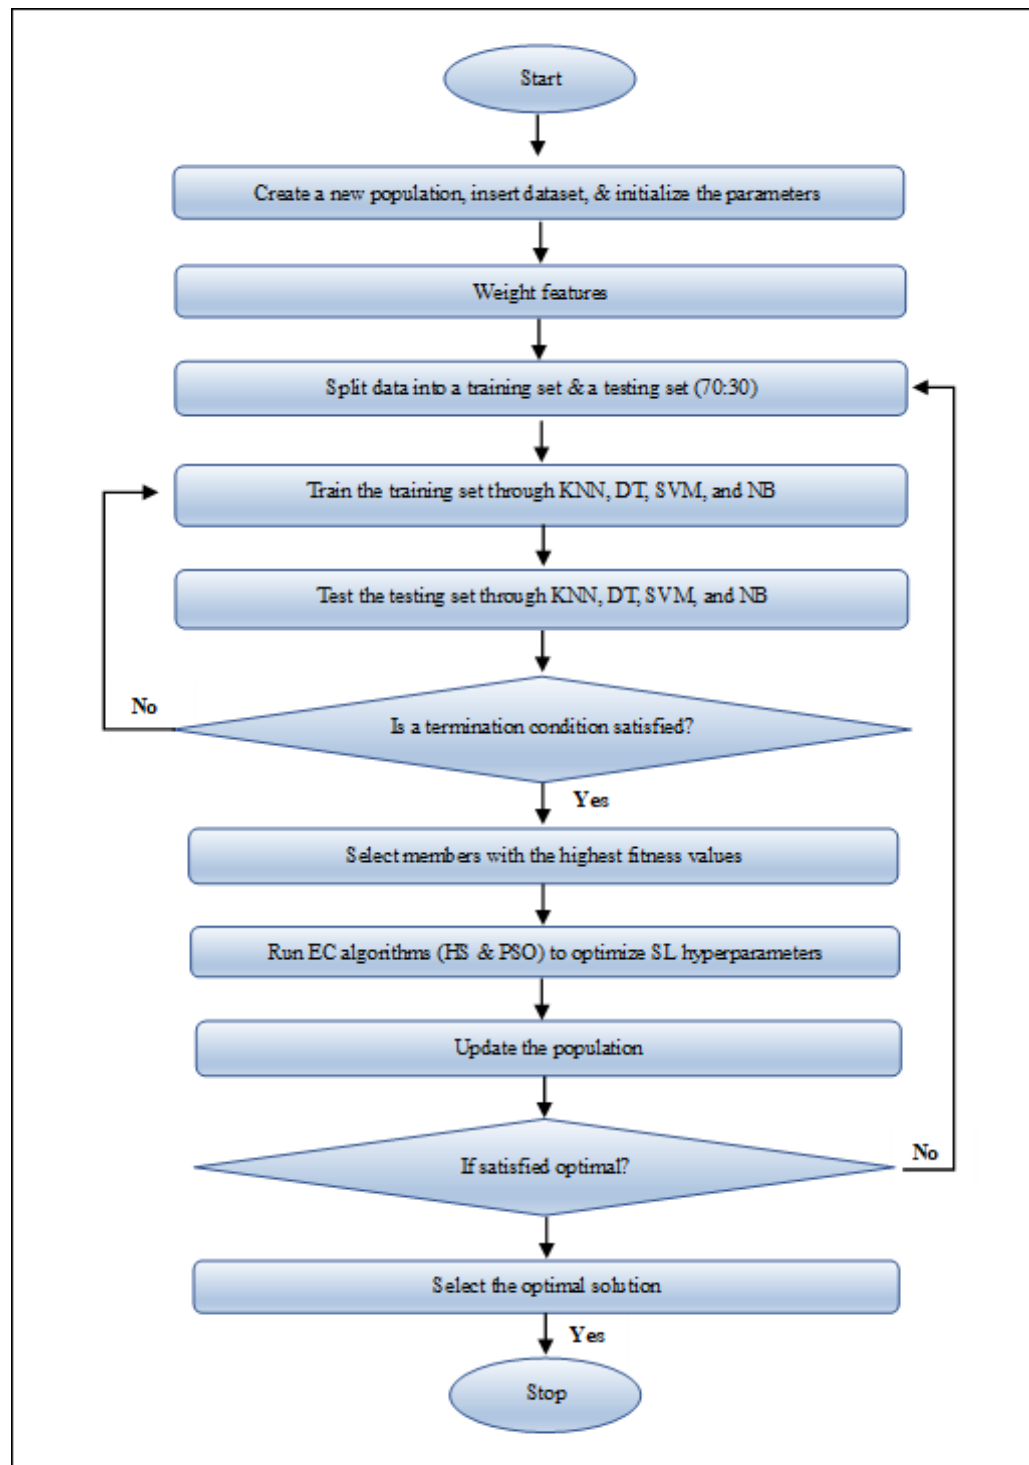 Start
Create a new population, insert dataset, & initialize the parameters
Weight features
Split data into a training set & a testing set (70:30)
Train the training set through KNN, DT, SVM, and NB
Test the testing set through KNN, DT, SVM, and NB
No
Is a termination condition satisfied?
Yes
Select members with the highest fitness values
Run EC algorithms (HS & PSO) to optimize SL hyperparameters
Update the population
If satisfied optimal?
No
Select the optimal solution
Yes
Stop